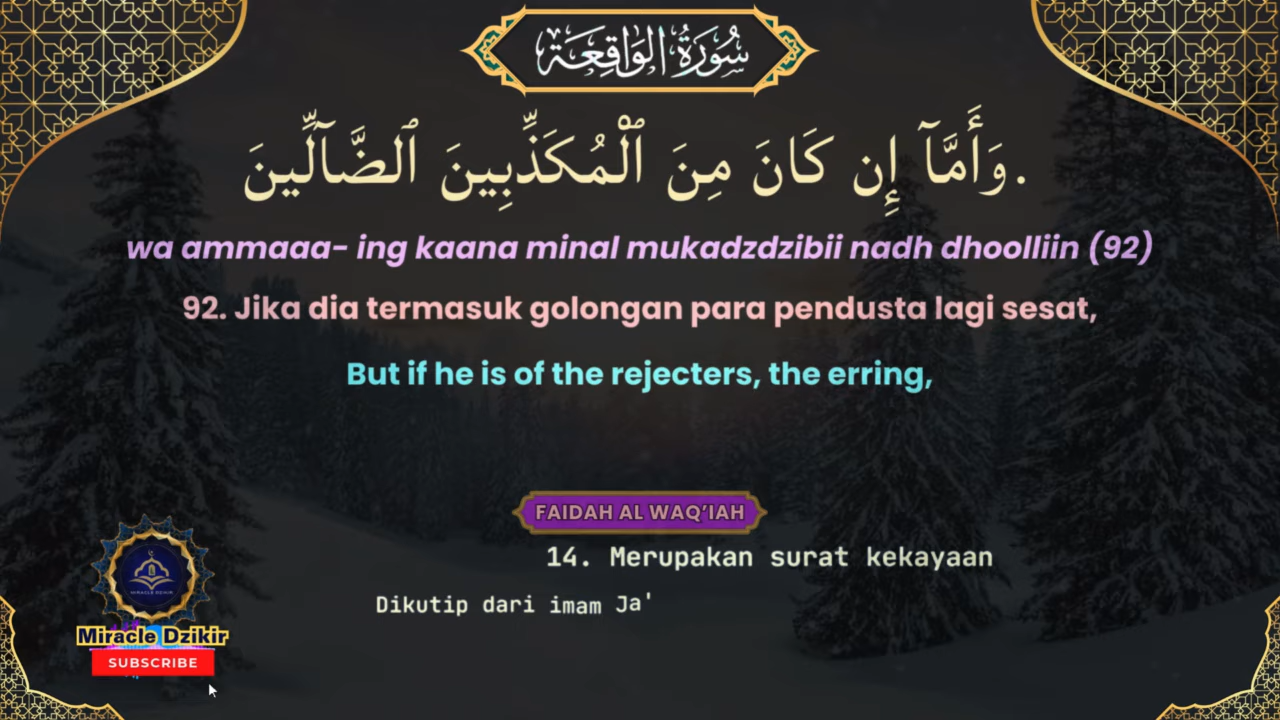 سُورَةُ الوَاقِعَة
وَأَمَّآ إِن كَانَ مِنَ ٱلْمُكَذِّبِينَ ٱلضَّآلِّينَ.
wa ammaaa- ing kaana minal mukadzdzibii nadh dhoolliin (92)
92. Jika dia termasuk golongan para pendusta lagi sesat,
But if he is of the rejecters, the erring,
FAIDAH AL WAQ'IAH
14. Merupakan surat kekayaan
Dikutip dari imam Ja'
MIRACLE DZIKIR
Miracle Dzikir
SUBSCRIBE